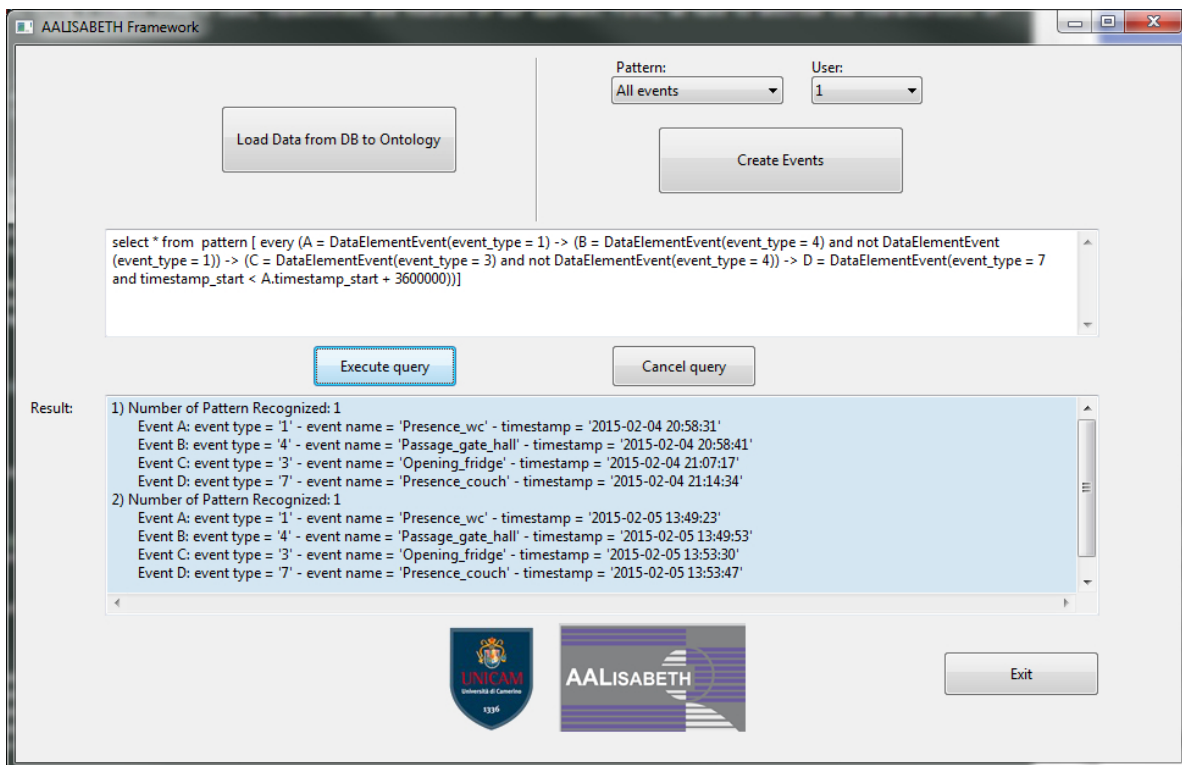 AALISABETH Framework
Pattern:
User:
All events
1
Load Data from DB to Ontology
Create Events
select * from  pattern [ every (A = DataElementEvent(event_type = 1) -> (B = DataElementEvent(event_type = 4) and not DataElementEvent
(event_type = 1)) -> (C = DataElementEvent(event_type = 3) and not DataElementEvent(event_type = 4)) -> D = DataElementEvent(event_type = 7
and timestamp_start < A.timestamp_start + 3600000))]
Execute query
Cancel query
Result:
1) Number of Pattern Recognized: 1
Event A: event type = '1' - event name = 'Presence_wc' - timestamp = '2015-02-04 20:58:31'
Event B: event type = '4' - event name = 'Passage_gate_hall' - timestamp = '2015-02-04 20:58:41'
Event C: event type = '3' - event name = 'Opening_fridge' - timestamp = '2015-02-04 21:07:17'
Event D: event type = '7' - event name = 'Presence_couch' - timestamp = '2015-02-04 21:14:34'
2) Number of Pattern Recognized: 1
Event A: event type = '1' - event name = 'Presence_wc' - timestamp = '2015-02-05 13:49:23'
Event B: event type = '4' - event name = 'Passage_gate_hall' - timestamp = '2015-02-05 13:49:53'
Event C: event type = '3' - event name = 'Opening_fridge' - timestamp = '2015-02-05 13:53:30'
Event D: event type = '7' - event name = 'Presence_couch' - timestamp = '2015-02-05 13:53:47'
UNICAM
Università di Camerino
1336
AALISABETH
Exit